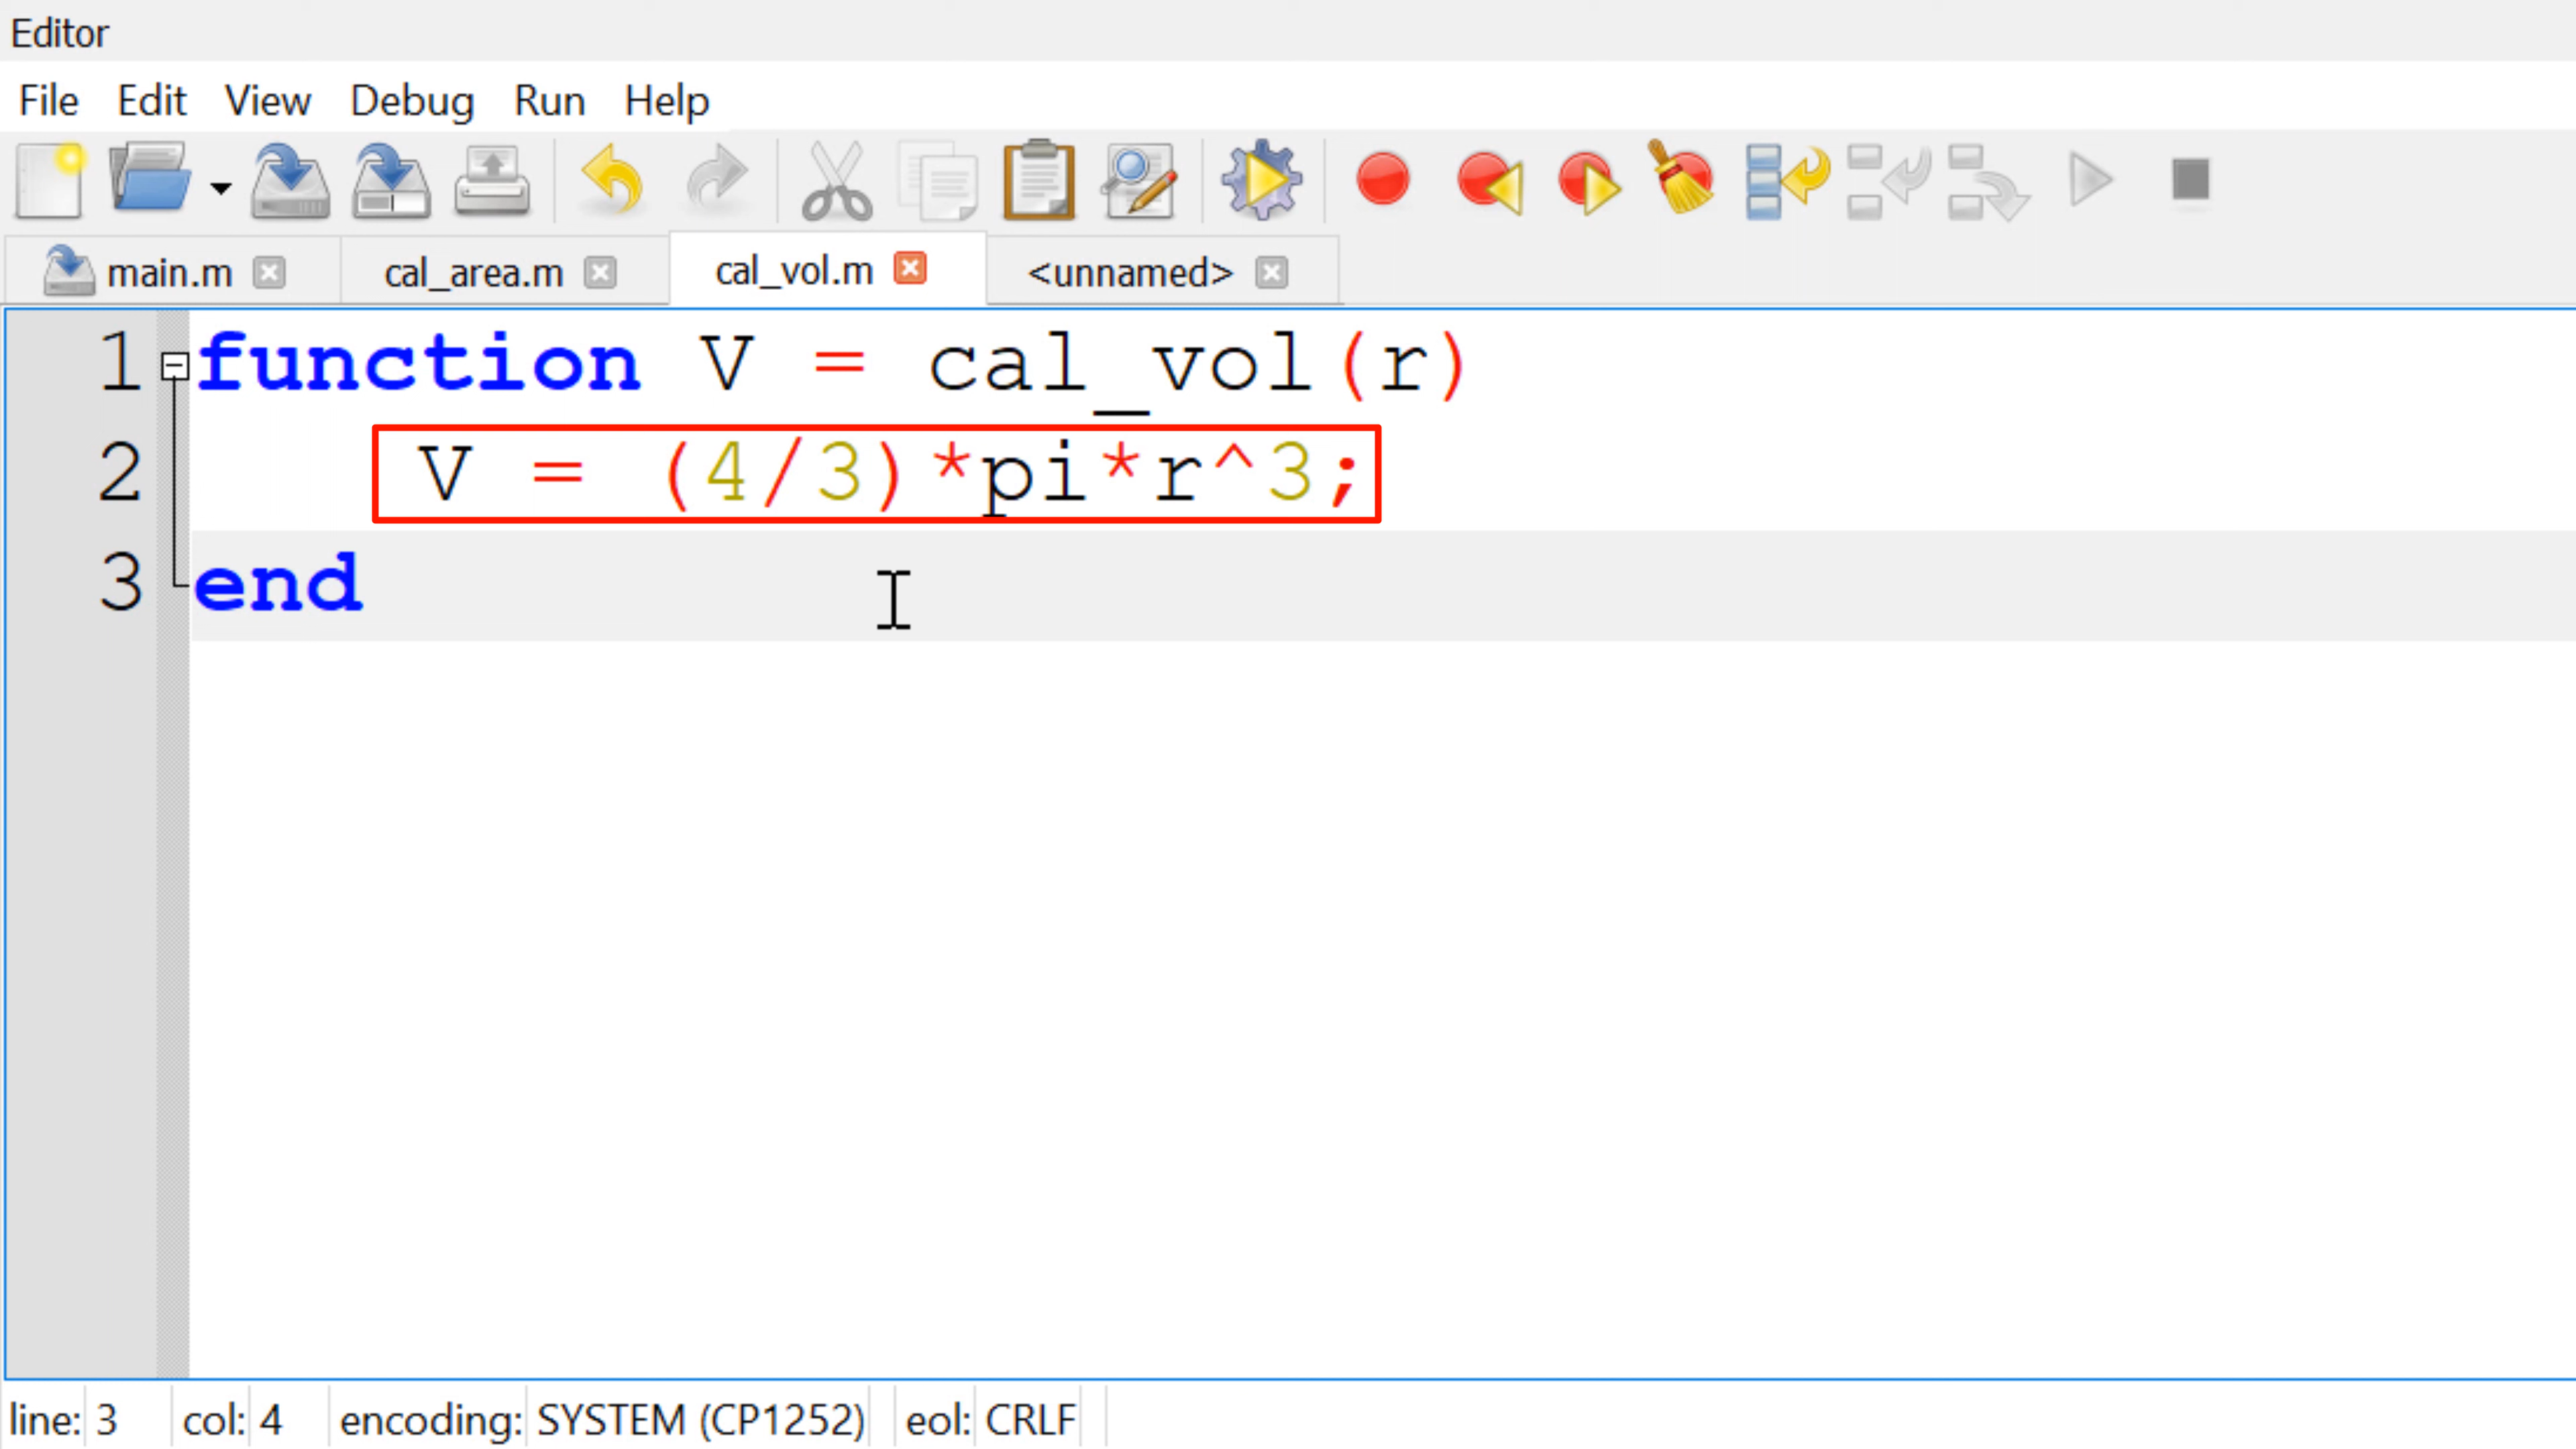 Editor
File Edit View Debug Run Help
main.m cal_area.m cal_vol.m <unnamed>
1 function V = cal_vol(r)
2 V = (4/3)*pi*r^3;
3 end
line: 3 col: 4 encoding: SYSTEM (CP1252) eol: CRLF